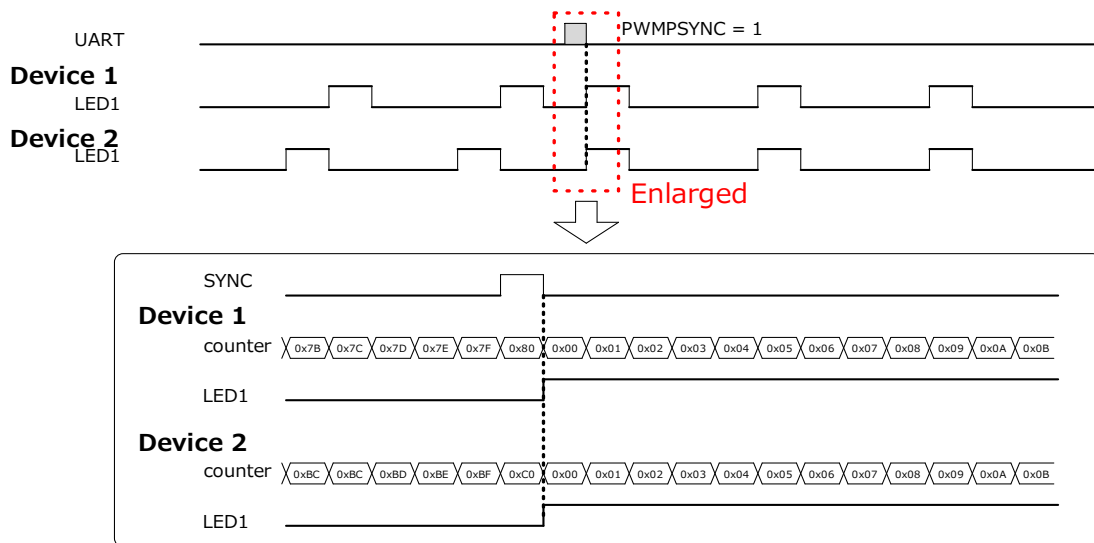 UART
PWMPSYNC = 1
Device 1
LED1
Device 2
LED1
Enlarged
SYNC
Device 1
counter 0x7B 0x7C 0x7D 0x7E 0x7F 0x80 0x00 0x01 0x02 0x03 0x04 0x05 0x06 0x07 0x08 0x09 0x0A 0x0B
LED1
Device 2
counter 0xBC 0xBC 0xBD 0xBE 0xBF 0xC0 0x00 0x01 0x02 0x03 0x04 0x05 0x06 0x07 0x08 0x09 0x0A 0x0B
LED1